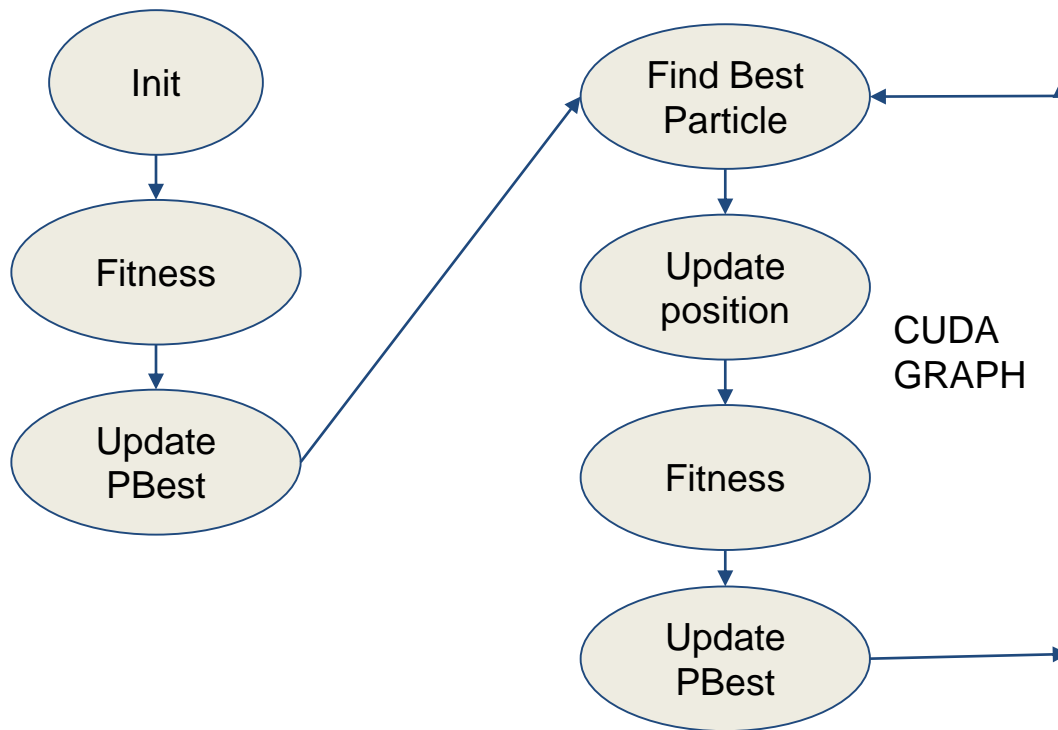 Init
Fitness
Update
PBest
Find Best
Particle
Update
position
Fitness
Update
PBest
CUDA
GRAPH